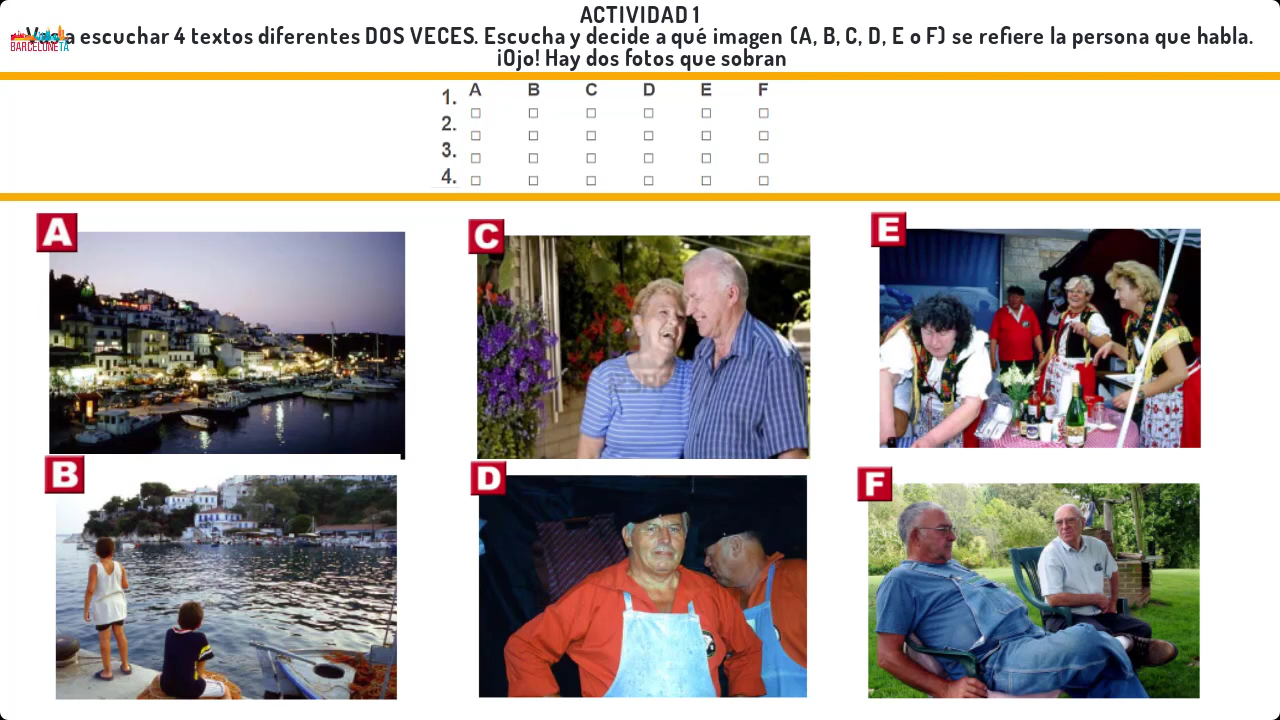 ACTIVIDAD 1
Vas a escuchar 4 textos diferentes DOS VECES. Escucha y decide a qué imagen (A, B, C, D, E o F) se refiere la persona que habla.
¡Ojo! Hay dos fotos que sobran
BARCELONETA
A B C D E F
1.
2.
3.
4.
A
C
E
B
D
F